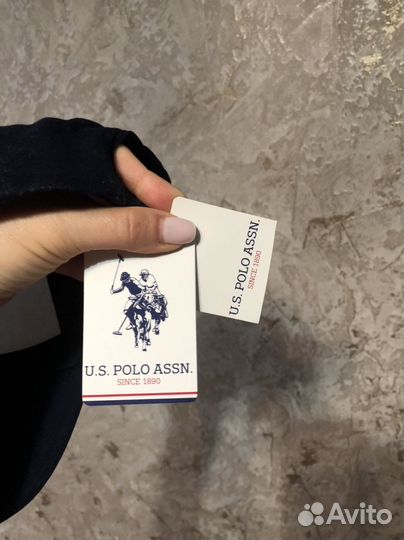 U.S. POLO ASSN.
SINCE 1890
U.S. POLO ASSN.
SINCE 1890
Avito